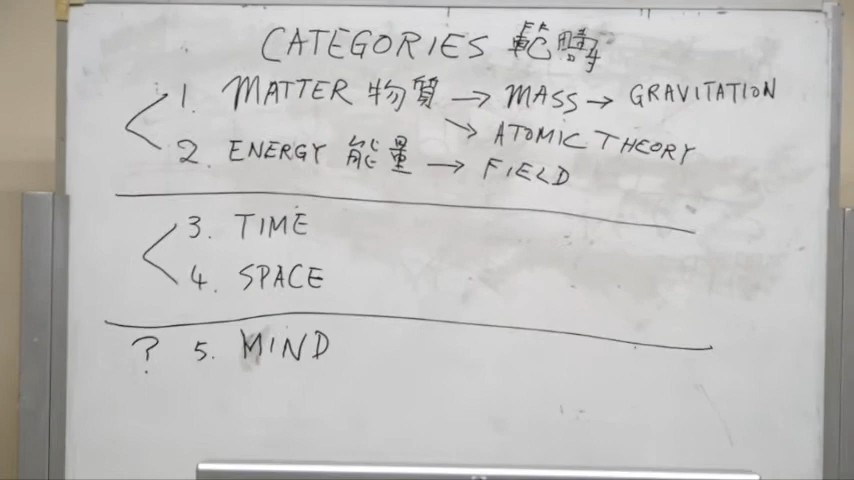 CATEGORIES 範疇
1. MATTER 物質 → MASS → GRAVITATION
→ ATOMIC THEORY
2. ENERGY 能量 → FIELD
3. TIME
4. SPACE
? 5. MIND